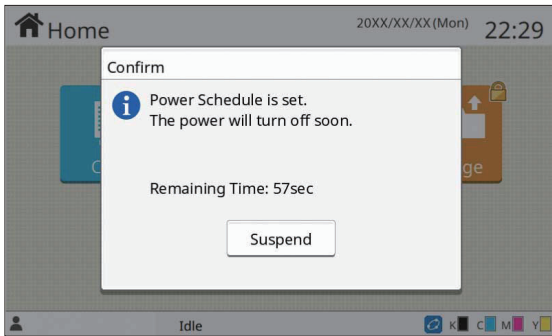 Home
20XX/XX/XX (Mon) 22:29
Confirm
Power Schedule is set.
The power will turn off soon.
Remaining Time: 57sec
Suspend
C
ge
Idle
K C M Y